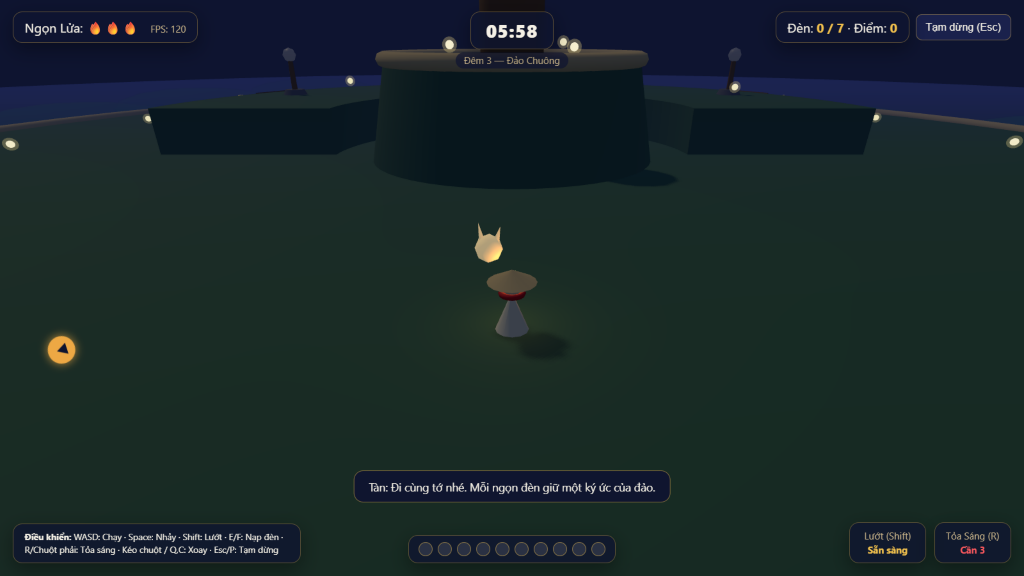 Ngọn Lửa: 🔥 🔥 🔥 FPS: 120
05:58
Đêm 3 — Đảo Chuông
Đèn: 0 / 7 · Điểm: 0
Tạm dừng (Esc)
Tàn: Đi cùng tớ nhé. Mỗi ngọn đèn giữ một ký ức của đảo.
Điều khiển: WASD: Chạy · Space: Nhảy · Shift: Lướt · E/F: Nạp đèn ·
R/Chuột phải: Tỏa sáng · Kéo chuột / Q,C: Xoay · Esc/P: Tạm dừng
Lướt (Shift)
Sẵn sàng
Tỏa Sáng (R)
Cần 3